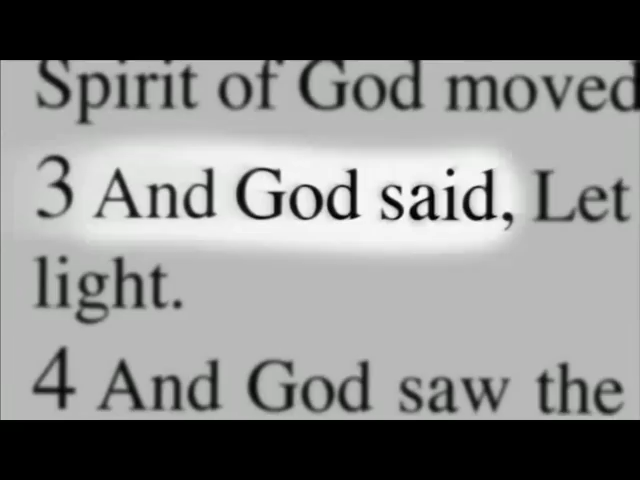 Spirit of God moved
3 And God said, Let
light.
4 And God saw the